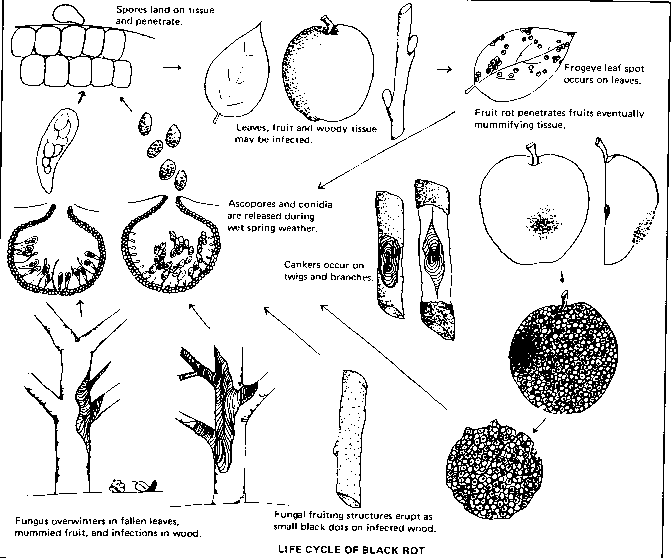 Spores land on tissue
and penetrate.
Leaves, fruit and woody tissue
may be infected.
Frogeye leaf spot
occurs on leaves.
Fruit rot penetrates fruits eventually
mummifying tissue.
Ascopores and conidia
are released during
wet spring weather.
Cankers occur on
twigs and branches.
Fungus overwinters in fallen leaves,
mummied fruit, and infections in wood.
Fungal fruiting structures erupt as
small black dots on infected wood.
LIFE CYCLE OF BLACK ROT